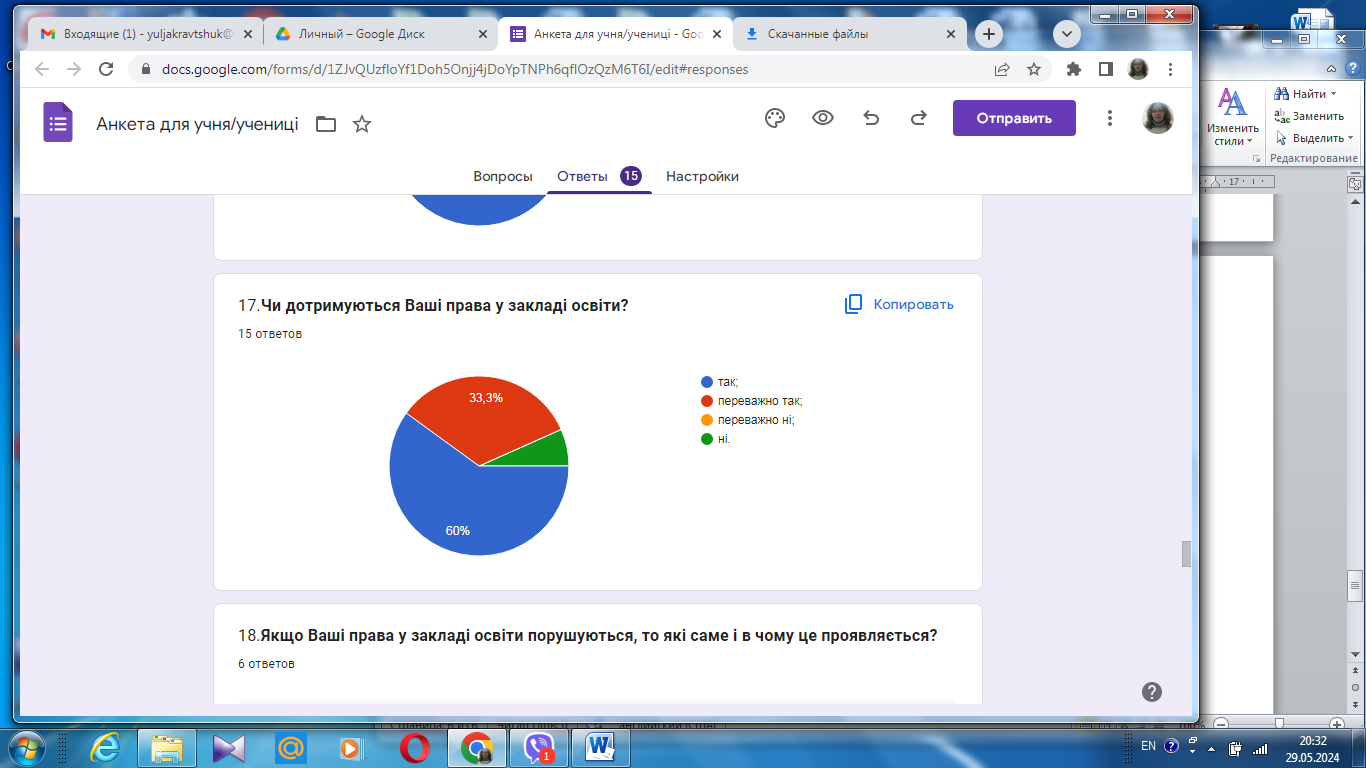 Входящие (1) - yuljakravtshuk@
Личный – Google Диск
Анкета для учня/учениці - Goo
Скачанные файлы
docs.google.com/forms/d/1ZJvQUzfloYf1Doh5Onjj4jDoYpTNPh6qflOzQzM6T6I/edit#responses
Анкета для учня/учениці
Отправить
Вопросы
Ответы 15
Настройки
17.Чи дотримуються Ваші права у закладі освіти?
Копировать
15 ответов
33,3%
60%
так;
переважно так;
переважно ні;
ні.
18.Якщо Ваші права у закладі освіти порушуються, то які саме і в чому це проявляється?
6 ответов
Найти
Заменить
Выделить
Изменить
стили
Редактирование
17
EN
1
20:32
29.05.2024